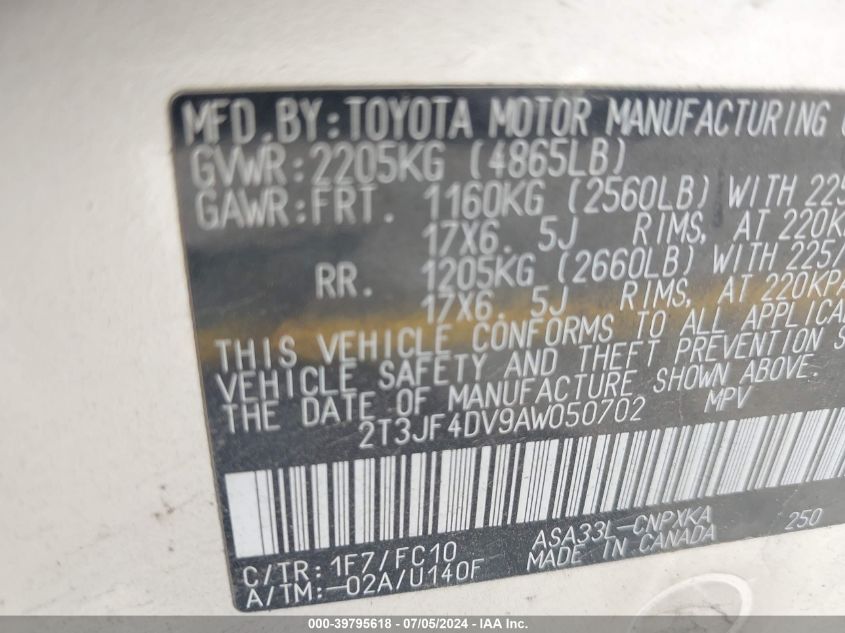 MFD. BY: TOYOTA MOTOR MANUFACTURING
GVWR: 2205KG (4865LB)
GAWR: FRT. 1160KG (2560LB) WITH 225
17X6. 5J RIMS, AT 220K
RR. 1205KG (2660LB) WITH 225/
17X6. 5J RIMS, AT 220KPA
THIS VEHICLE CONFORMS TO ALL APPLICA
VEHICLE SAFETY AND THEFT PREVENTION S
THE DATE OF MANUFACTURE SHOWN ABOVE.
2T3JF4DV9AW050702 MPV
C/TR: 1F7/FC10 ASA33L-CNPXKA 250
A/TM: -02A/U140F MADE IN CANADA
000-39795618 / 07/05/2024 - IAA Inc.